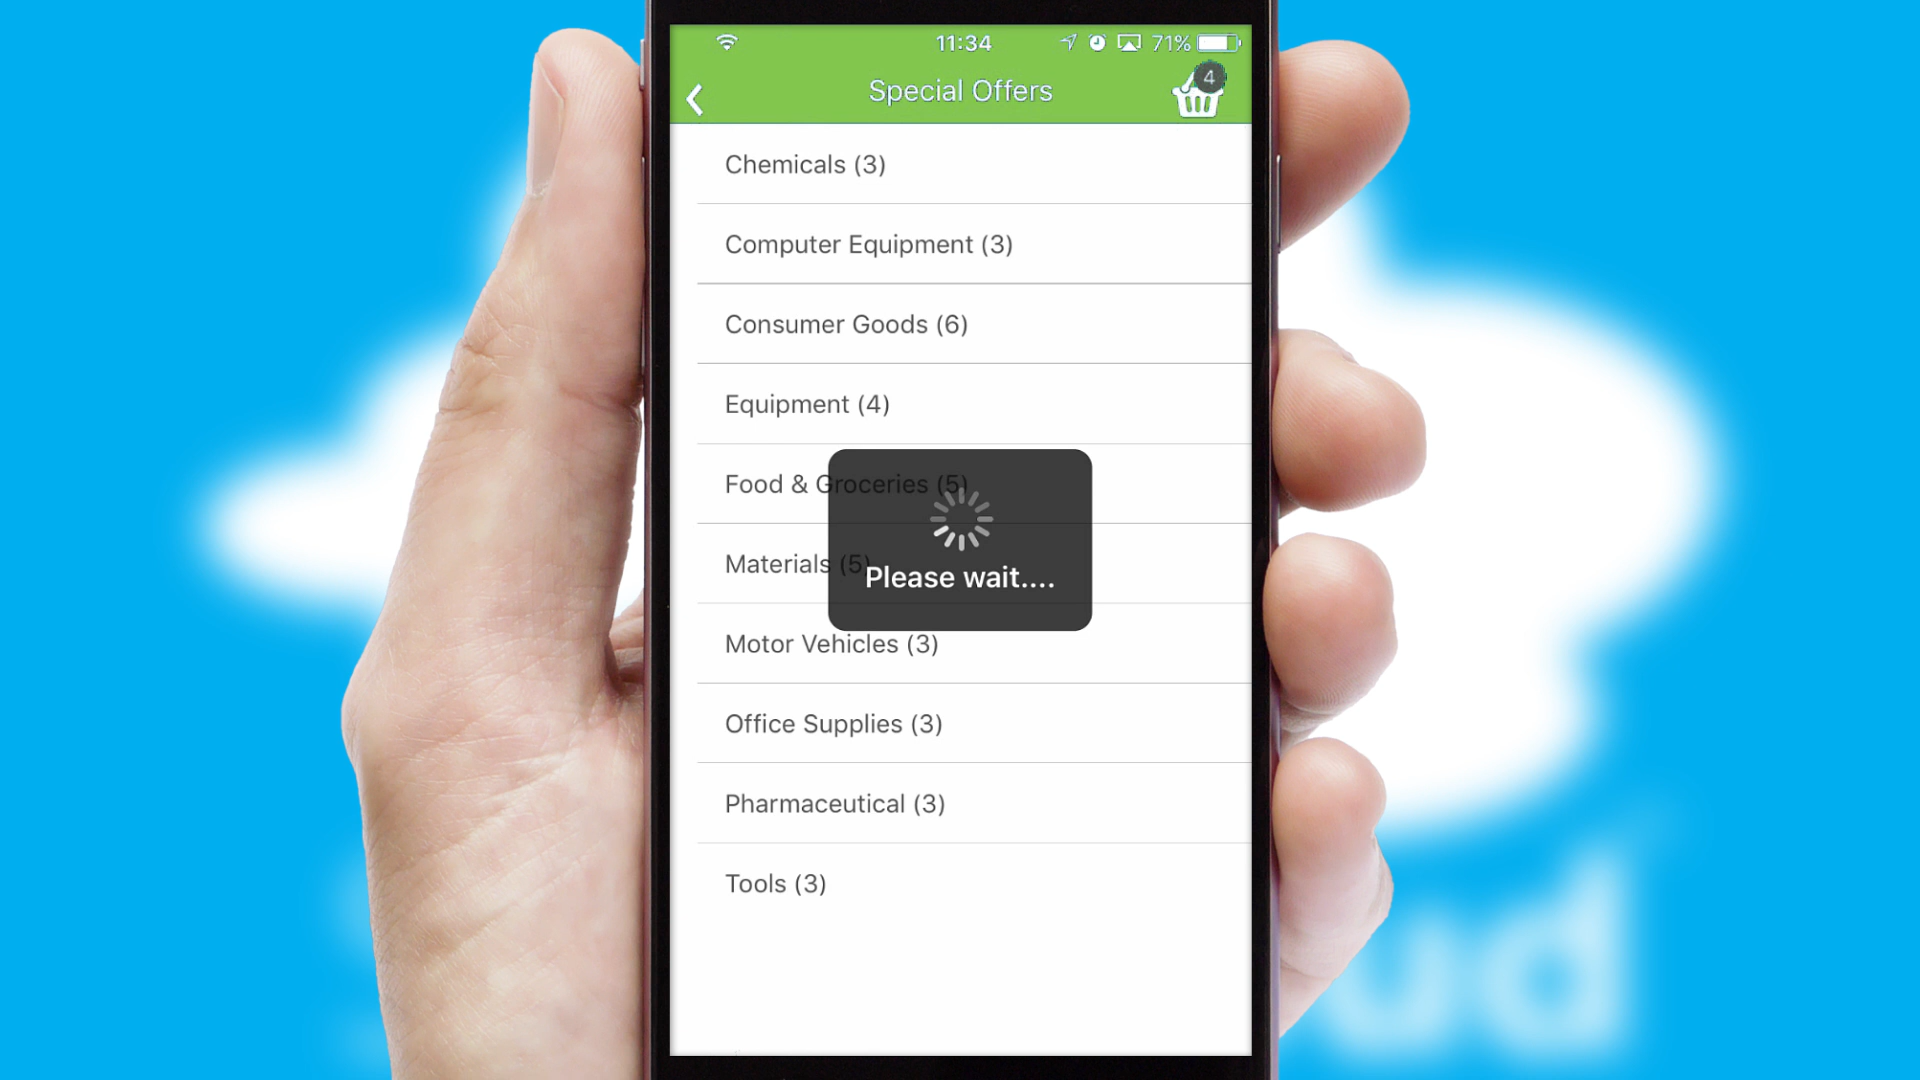 11:34
71%
Special Offers
4
Chemicals (3)
Computer Equipment (3)
Consumer Goods (6)
Equipment (4)
Food & Groceries (5)
Materials (5)
Please wait....
Motor Vehicles (3)
Office Supplies (3)
Pharmaceutical (3)
Tools (3)